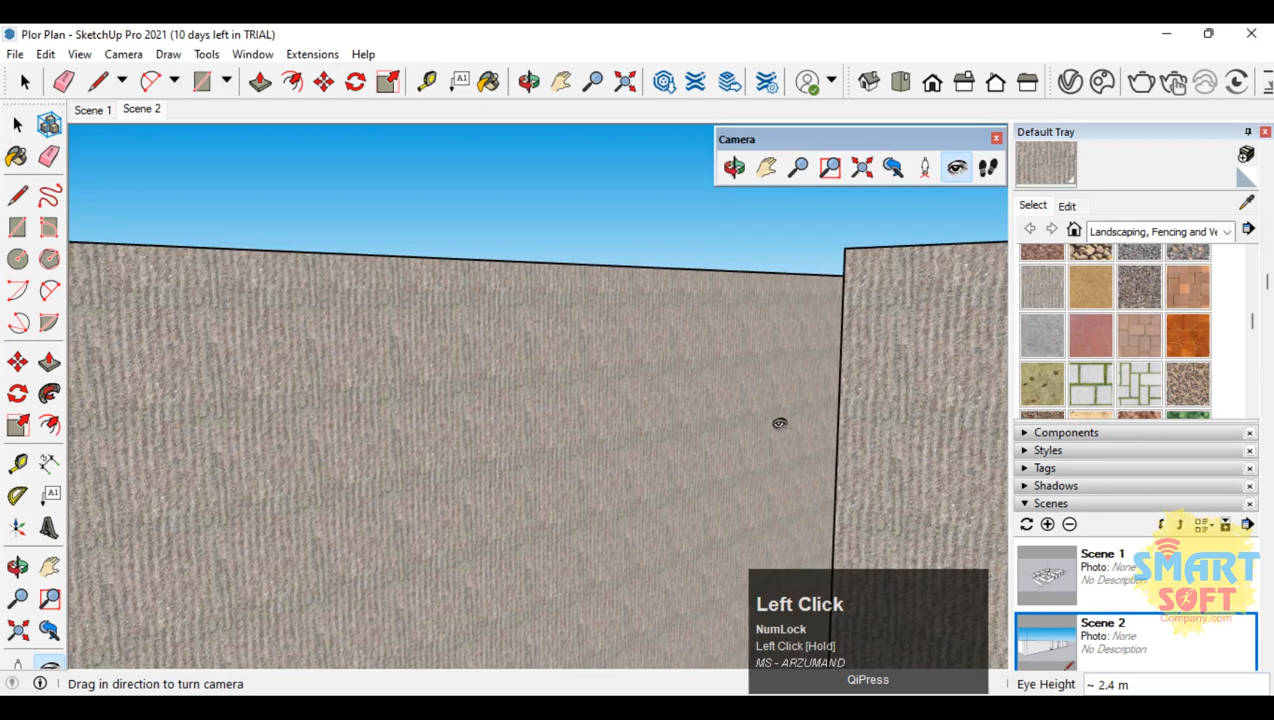 Plor Plan - SketchUp Pro 2021 (10 days left in TRIAL)
File Edit View Camera Draw Tools Window Extensions Help
Scene 1 Scene 2
Camera
Default Tray
Select Edit
Landscaping, Fencing and Ve
Components
Styles
Tags
Shadows
Scenes
Scene 1
Photo: None
No Description
Scene 2
Photo: None
No Description
SMART
SOFT
Company.com
Left Click
NumLock
Left Click [Hold]
MS - ARZUMAND
QiPress
Drag in direction to turn camera
Eye Height ~ 2.4 m